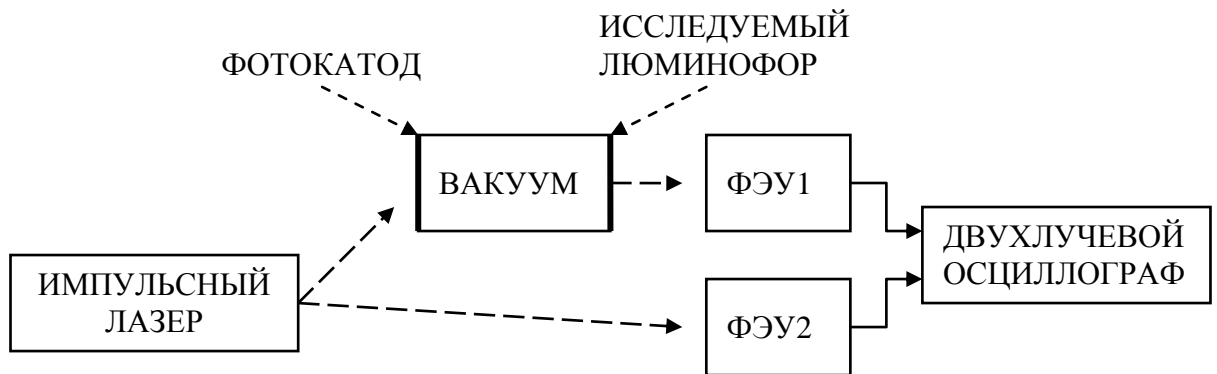 ИССЛЕДУЕМЫЙ
ЛЮМИНОФОР
ФОТОКАТОД
ВАКУУМ
ФЭУ1
ДВУХЛУЧЕВОЙ
ОСЦИЛЛОГРАФ
ИМПУЛЬСНЫЙ
ЛАЗЕР
ФЭУ2